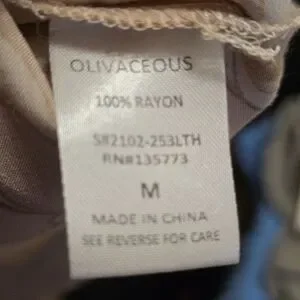 OLIVACEOUS
100% RAYON
S#2102-253LTH
RN#135773
M
MADE IN CHINA
SEE REVERSE FOR CARE